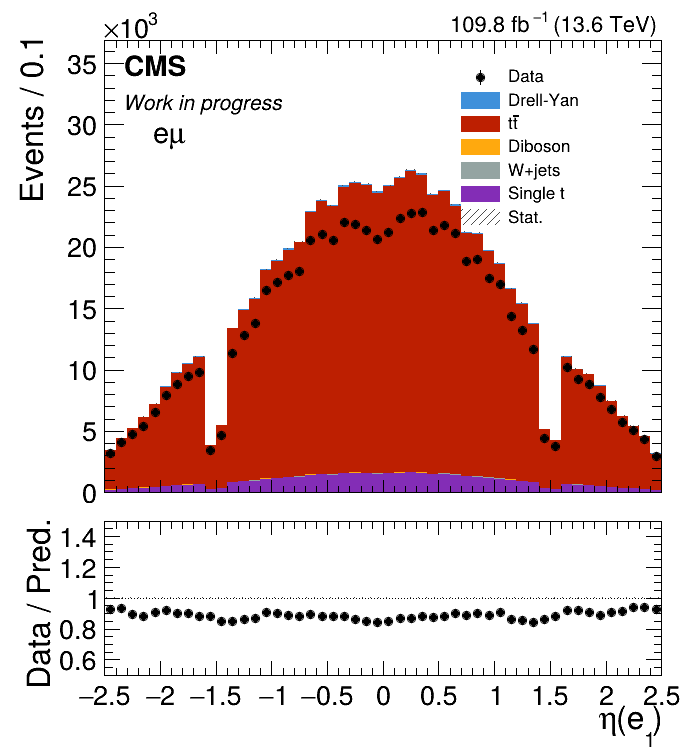 ×10³
109.8 fb⁻¹ (13.6 TeV)
Events / 0.1
35
30
25
20
15
10
5
0
CMS
Work in progress
eμ
Data
Drell-Yan
tt̄
Diboson
W+jets
Single t
Stat.
Data / Pred.
1.4
1.2
1
0.8
0.6
−2.5 −2 −1.5 −1 −0.5 0 0.5 1 1.5 2 2.5
η(e₁)